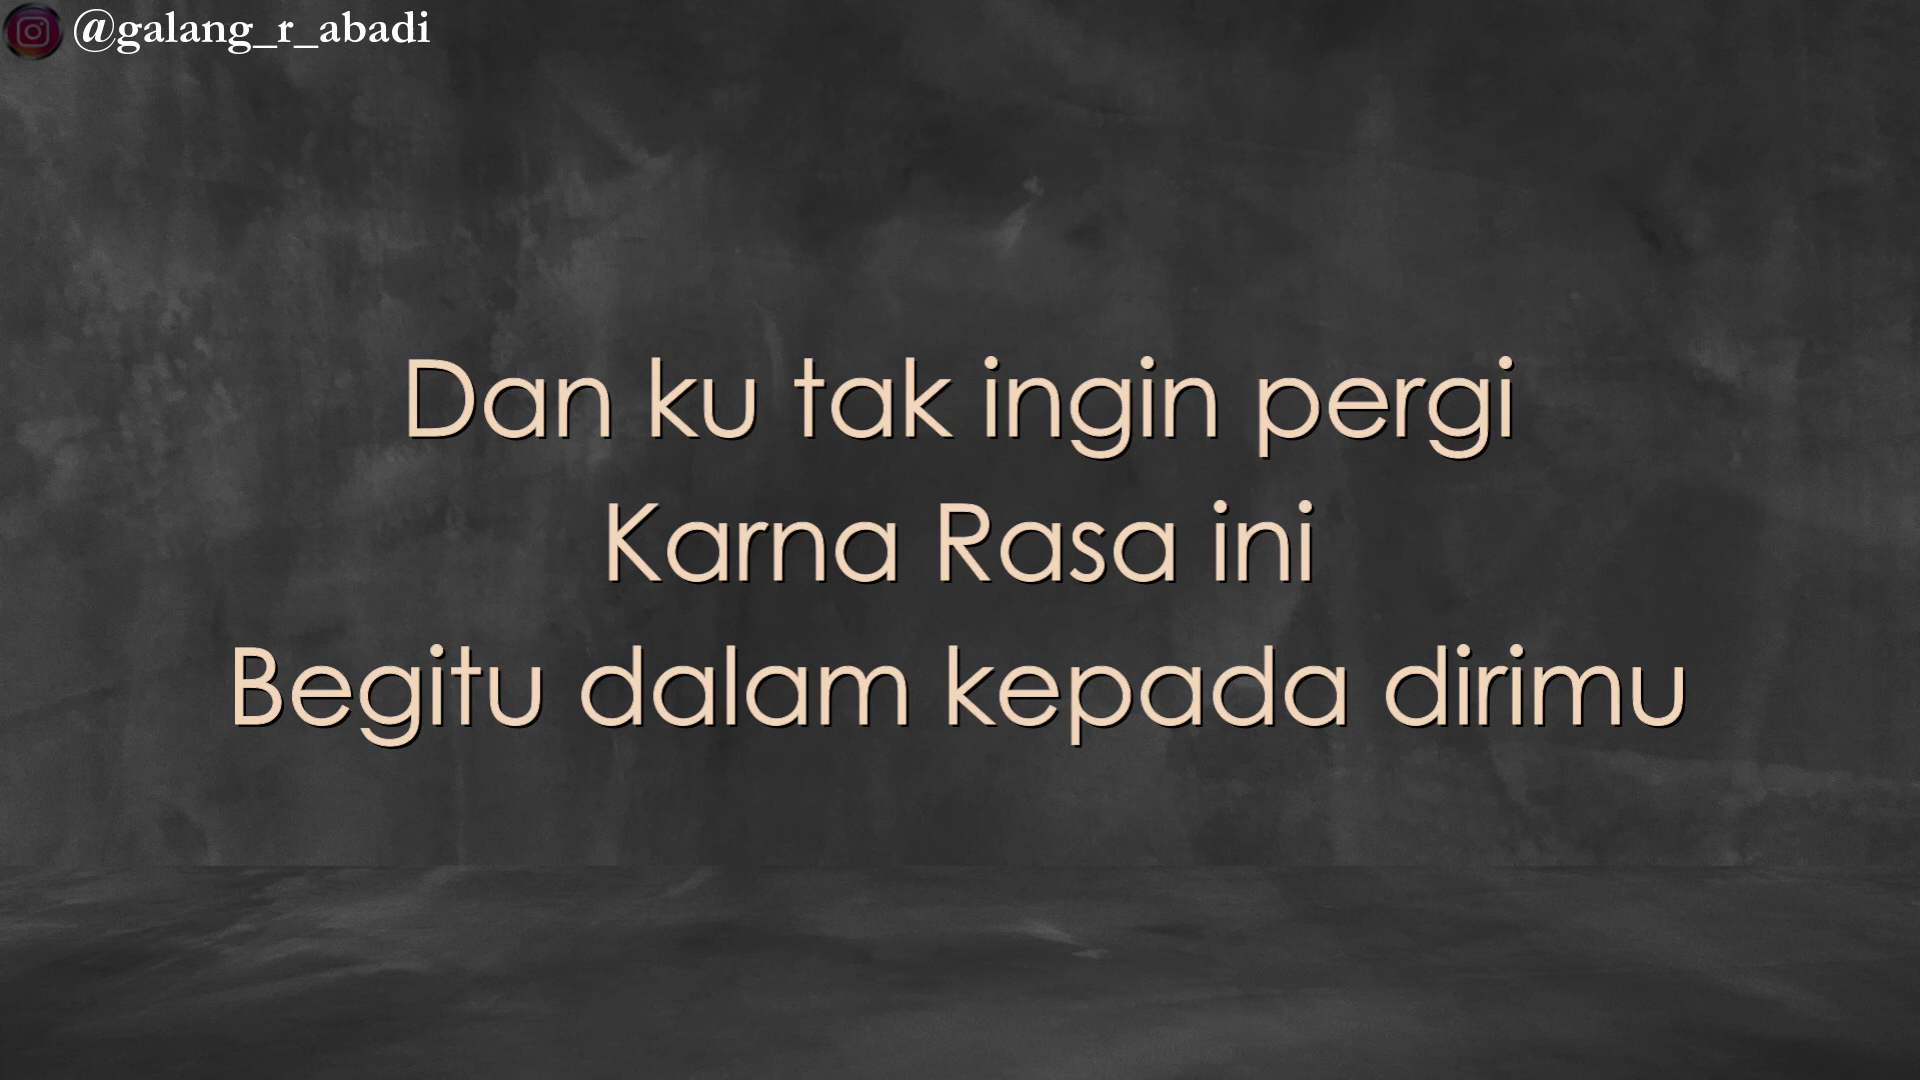 @galang_r_abadi
Dan ku tak ingin pergi
Karna Rasa ini
Begitu dalam kepada dirimu